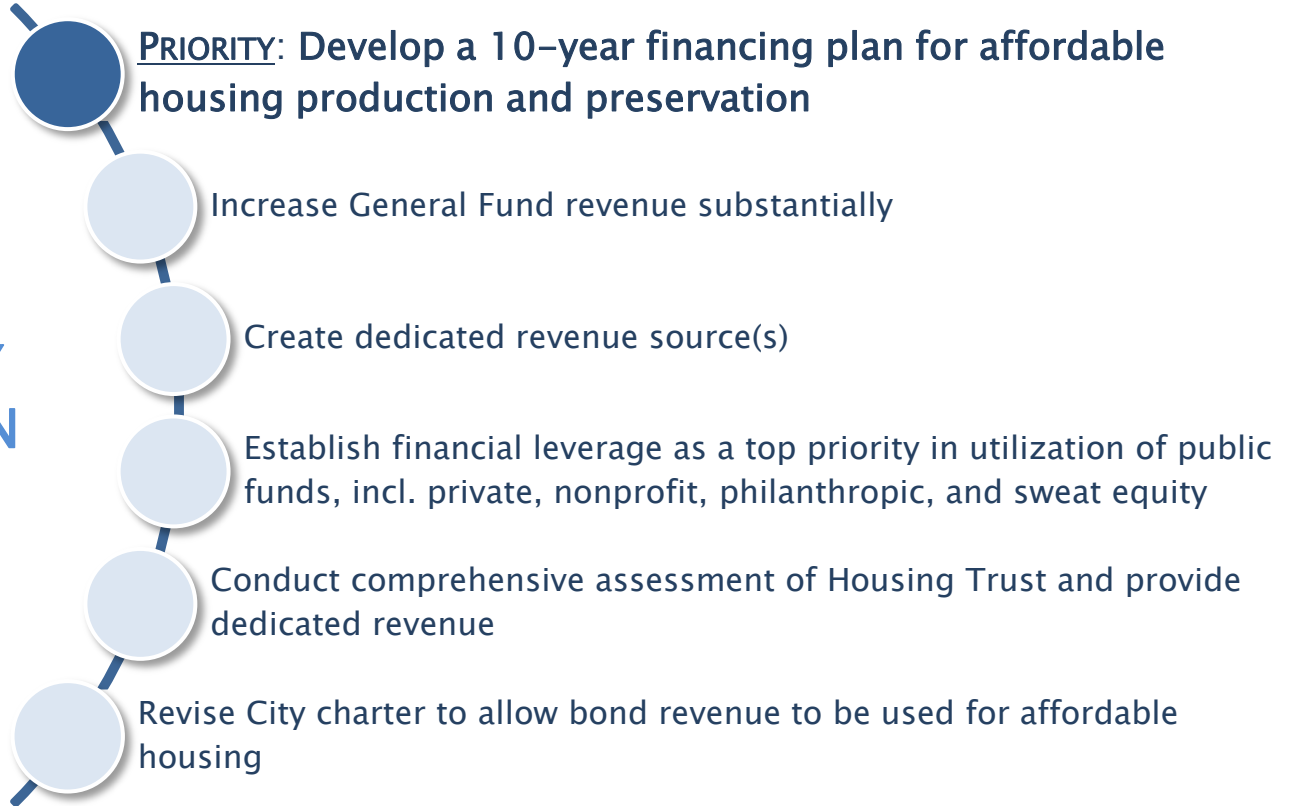 PRIORITY: Develop a 10-year financing plan for affordable
housing production and preservation
Increase General Fund revenue substantially
Create dedicated revenue source(s)
Establish financial leverage as a top priority in utilization of public
funds, incl. private, nonprofit, philanthropic, and sweat equity
Conduct comprehensive assessment of Housing Trust and provide
dedicated revenue
Revise City charter to allow bond revenue to be used for affordable
housing